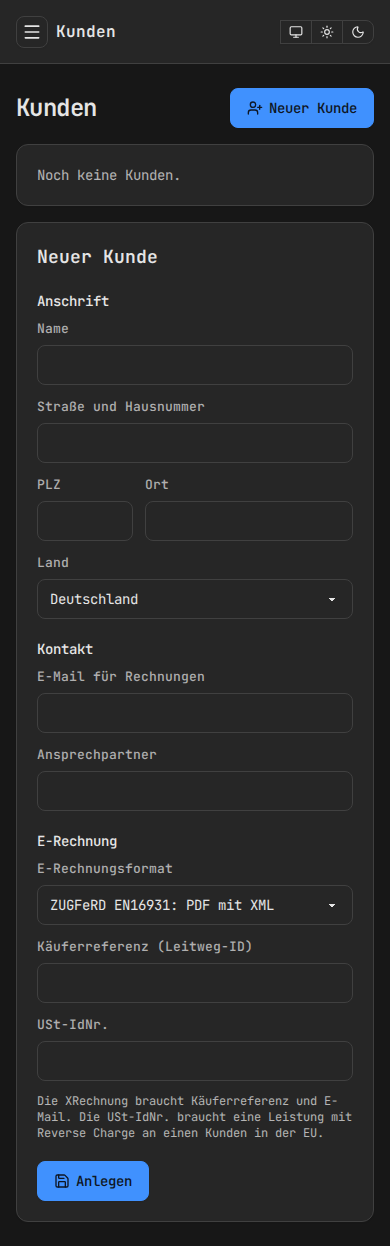 Kunden
Kunden
Neuer Kunde
Noch keine Kunden.
Neuer Kunde
Anschrift
Name
Straße und Hausnummer
PLZ Ort
Land
Deutschland
Kontakt
E-Mail für Rechnungen
Ansprechpartner
E-Rechnung
E-Rechnungsformat
ZUGFeRD EN16931: PDF mit XML
Käuferreferenz (Leitweg-ID)
USt-IdNr.
Die XRechnung braucht Käuferreferenz und E-
Mail. Die USt-IdNr. braucht eine Leistung mit
Reverse Charge an einen Kunden in der EU.
Anlegen